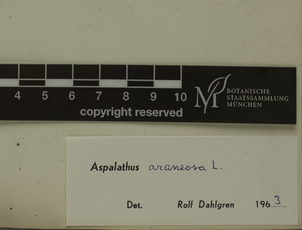 4 5 6 7 8 9 10
copyright reserved
BOTANISCHE
STAATSSAMMLUNG
MÜNCHEN
Aspalathus araneosa L.
Det. Rolf Dahlgren 1963